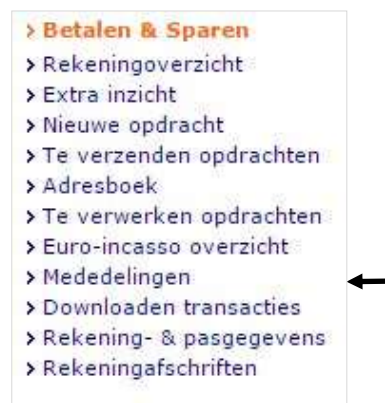 > Betalen & Sparen
> Rekeningoverzicht
> Extra inzicht
> Nieuwe opdracht
> Te verzenden opdrachten
> Adresboek
> Te verwerken opdrachten
> Euro-incasso overzicht
> Mededelingen
> Downloaden transacties
> Rekening- & pasgegevens
> Rekeningafschriften